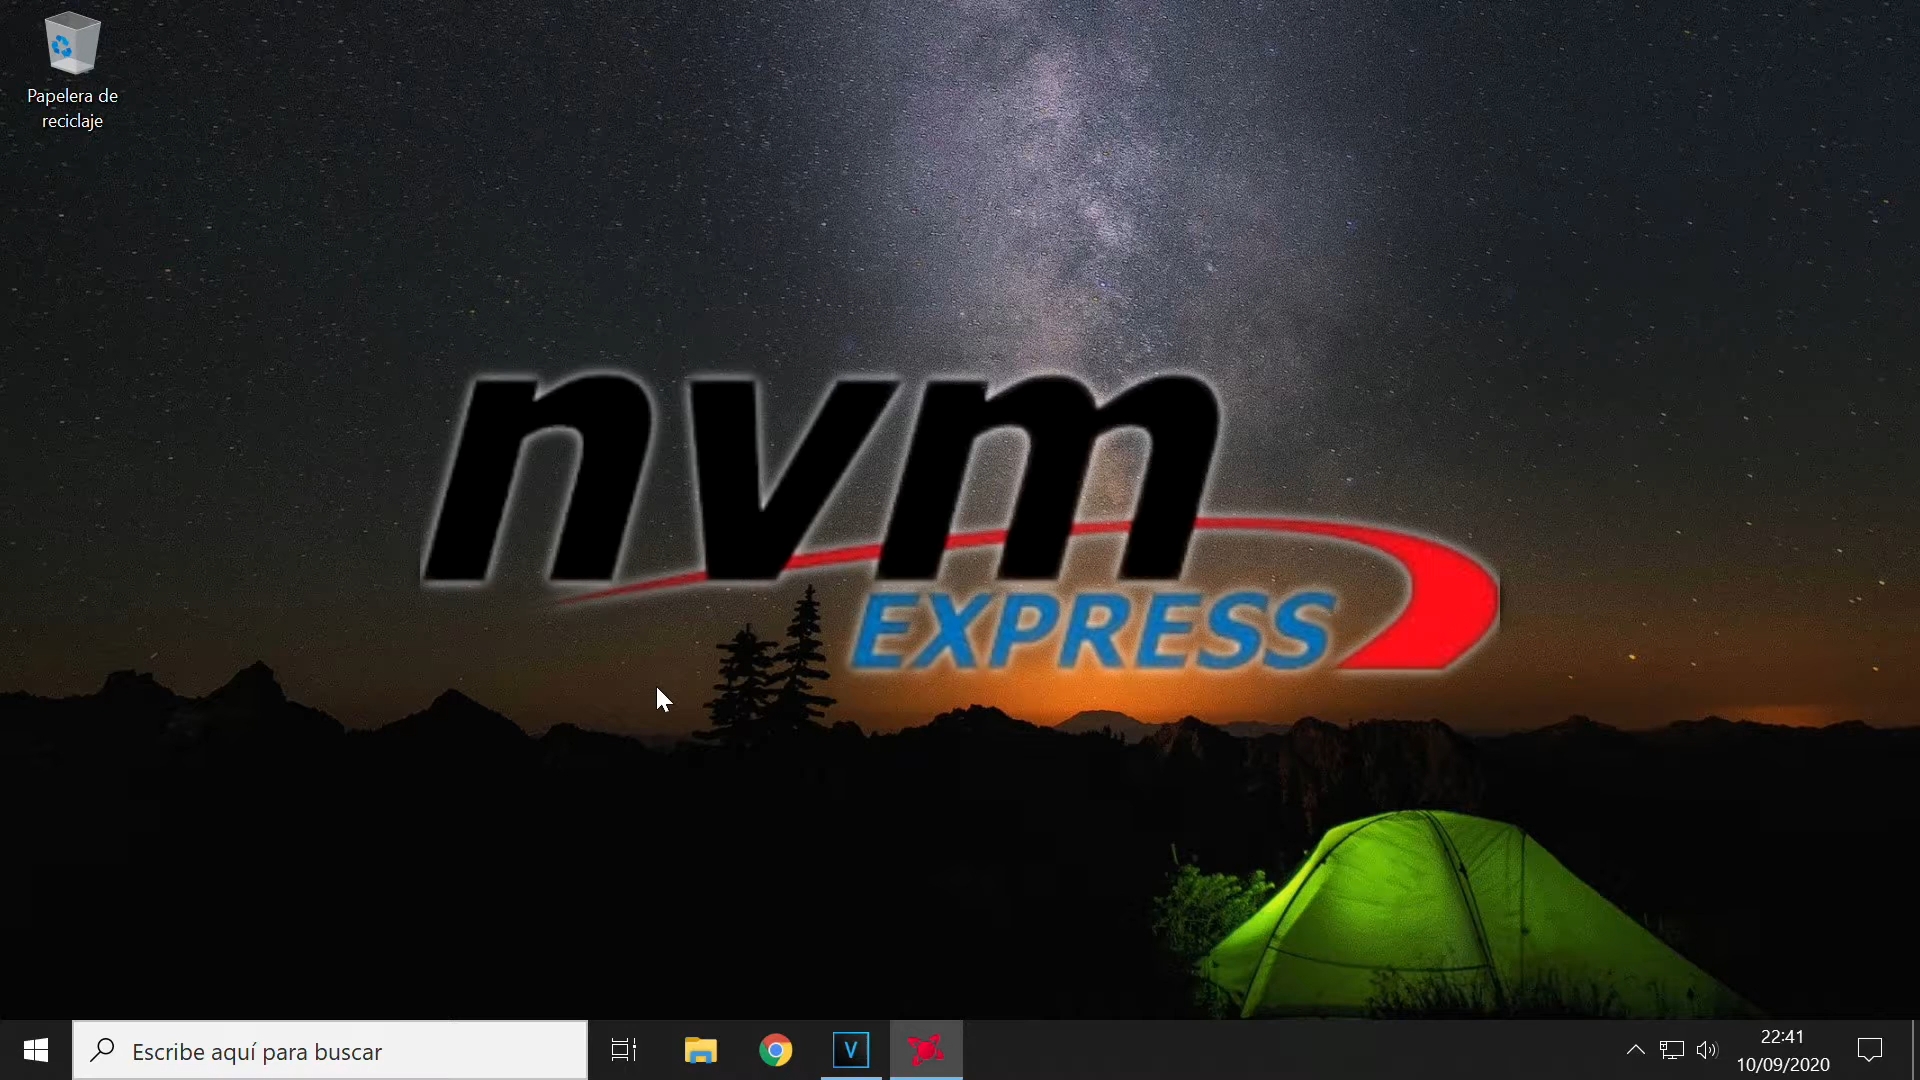 Papelera de
reciclaje
nvm
EXPRESS
Escribe aquí para buscar
V
22:41
10/09/2020